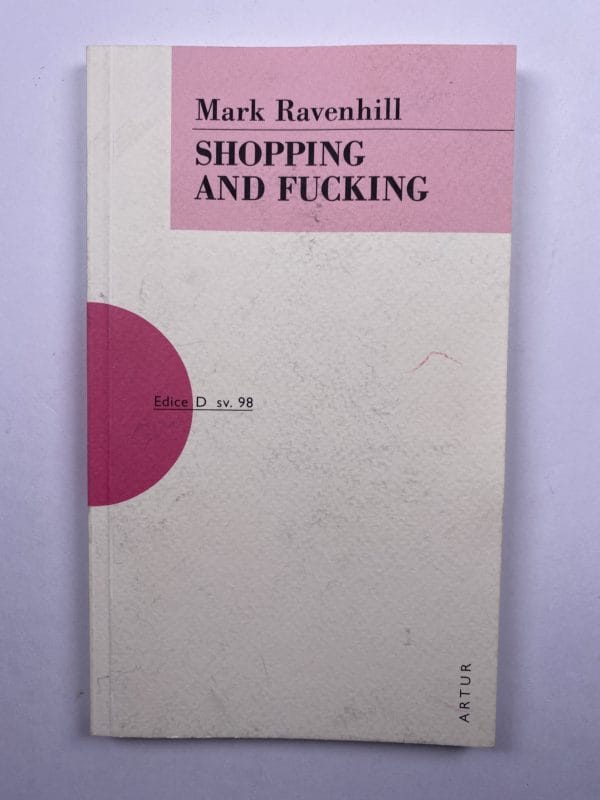 Mark Ravenhill
SHOPPING
AND FUCKING
Edice D sv. 98
ARTUR